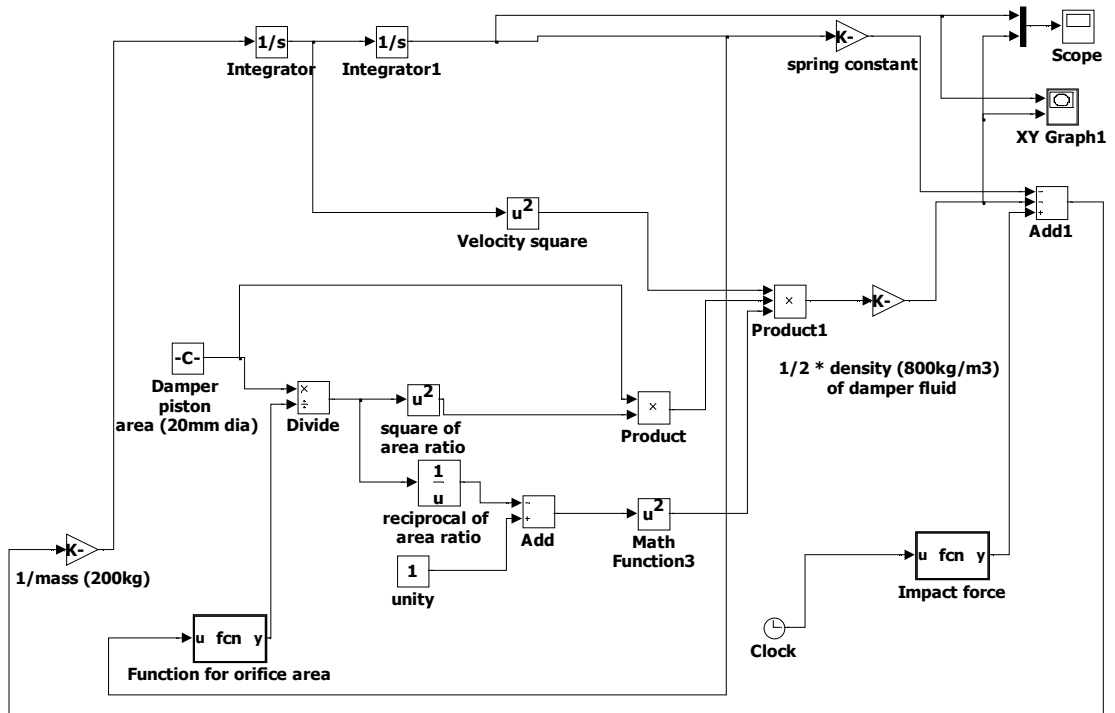 1/s
Integrator
1/s
Integrator1
K-
spring constant
Scope
XY Graph1
u²
Velocity square
−
−
+
Add1
×
Product1
K-
1/2 * density (800kg/m3)
of damper fluid
-C-
Damper
piston
area (20mm dia)
×
÷
Divide
u²
square of
area ratio
×
Product
1
u
reciprocal of
area ratio
−
+
Add
u²
Math
Function3
1
unity
K-
1/mass (200kg)
u fcn y
Impact force
Clock
u fcn y
Function for orifice area